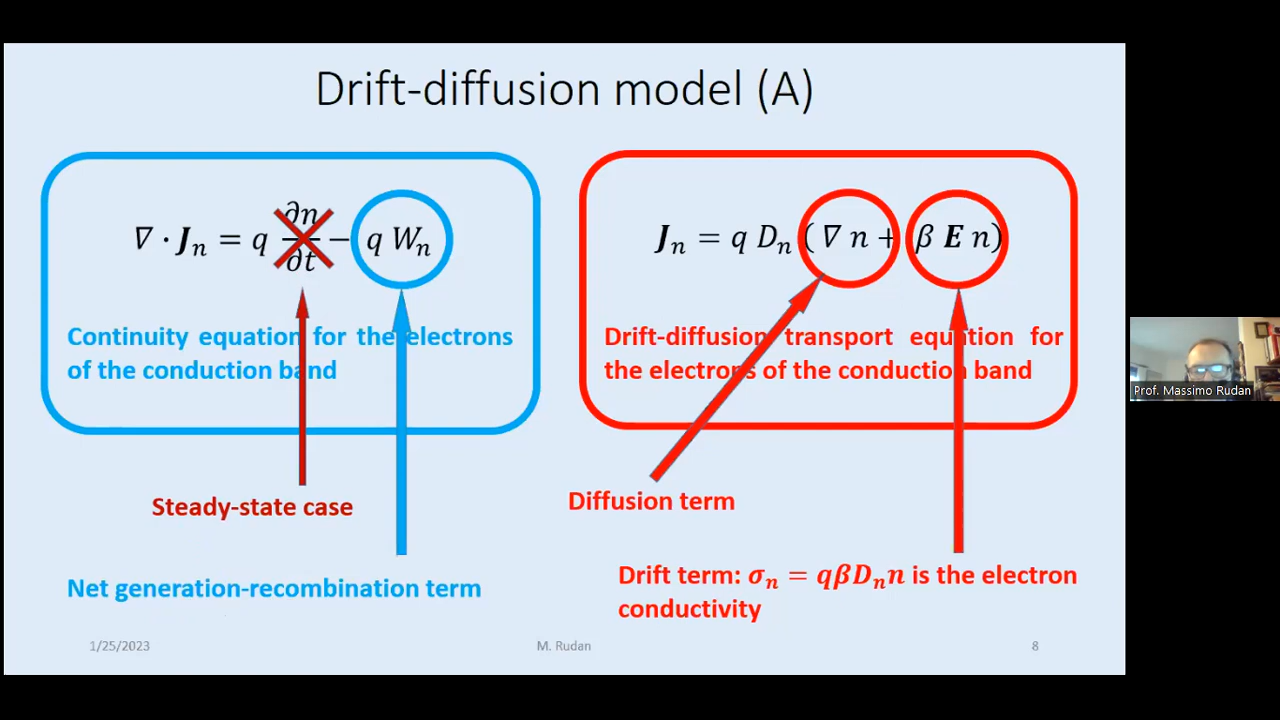 Drift-diffusion model (A)
∇ · Jₙ = q ∂n/∂t − q Wₙ
Continuity equation for the electrons
of the conduction band
Steady-state case
Net generation-recombination term
Jₙ = q Dₙ (∇ n + β E n)
Drift-diffusion transport equation for
the electrons of the conduction band
Diffusion term
Drift term: σₙ = qβDₙn is the electron
conductivity
1/25/2023
M. Rudan
8
Prof. Massimo Rudan